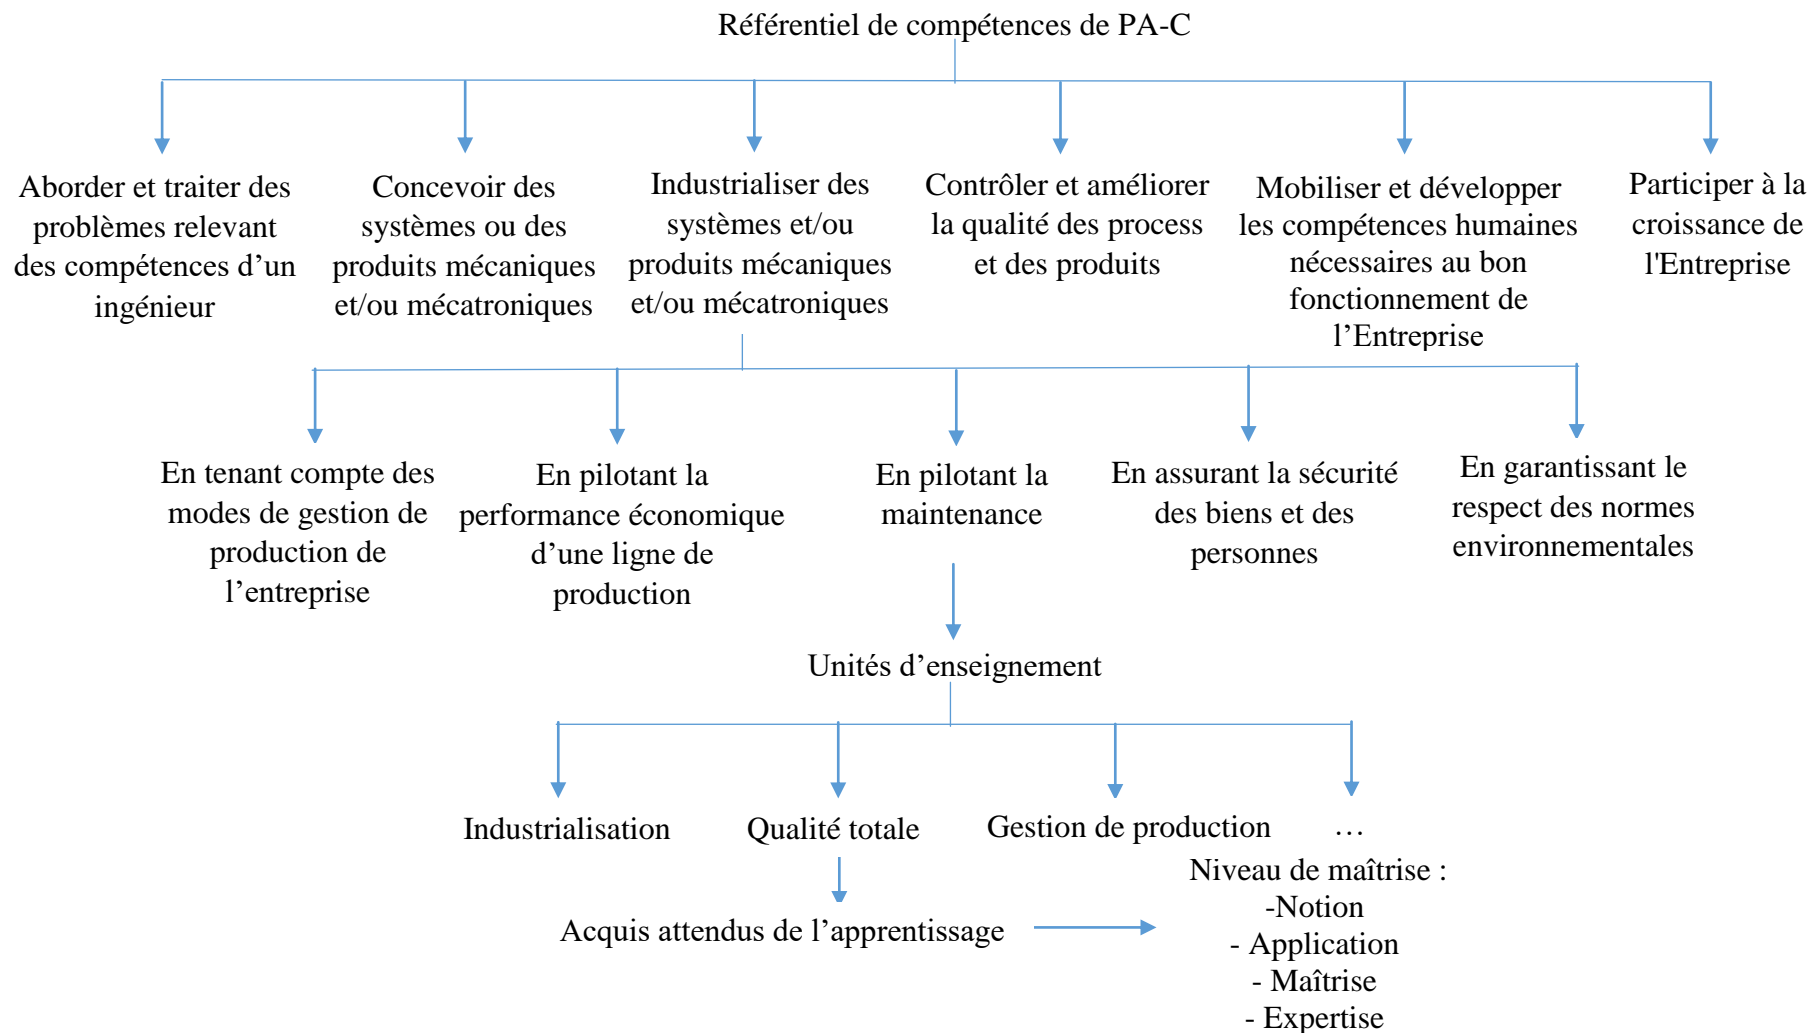 Référentiel de compétences de PA-C
Aborder et traiter des
problèmes relevant
des compétences d’un
ingénieur
Concevoir des
systèmes ou des
produits mécaniques
et/ou mécatroniques
Industrialiser des
systèmes et/ou
produits mécaniques
et/ou mécatroniques
Contrôler et améliorer
la qualité des process
et des produits
Mobiliser et développer
les compétences humaines
nécessaires au bon
fonctionnement de
l’Entreprise
Participer à la
croissance de
l'Entreprise
En tenant compte des
modes de gestion de
production de
l’entreprise
En pilotant la
performance économique
d’une ligne de
production
En pilotant la
maintenance
En assurant la sécurité
des biens et des
personnes
En garantissant le
respect des normes
environnementales
Unités d’enseignement
Industrialisation
Qualité totale
Gestion de production
…
Acquis attendus de l’apprentissage
Niveau de maîtrise :
-Notion
- Application
- Maîtrise
- Expertise